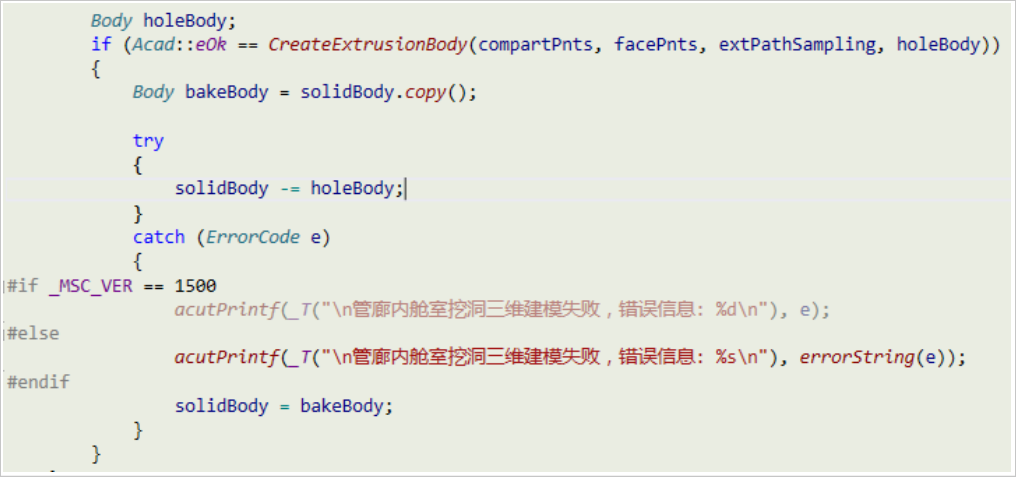 Body holeBody;
if (Acad::eOk == CreateExtrusionBody(compartPnts, facePnts, extPathSampling, holeBody))
{
Body bakeBody = solidBody.copy();
try
{
solidBody -= holeBody;
}
catch (ErrorCode e)
{
#if _MSC_VER == 1500
acutPrintf(_T("\n管廊内舱室挖洞三维建模失败，错误信息: %d\n"), e);
#else
acutPrintf(_T("\n管廊内舱室挖洞三维建模失败，错误信息: %s\n"), errorString(e));
#endif
solidBody = bakeBody;
}
}